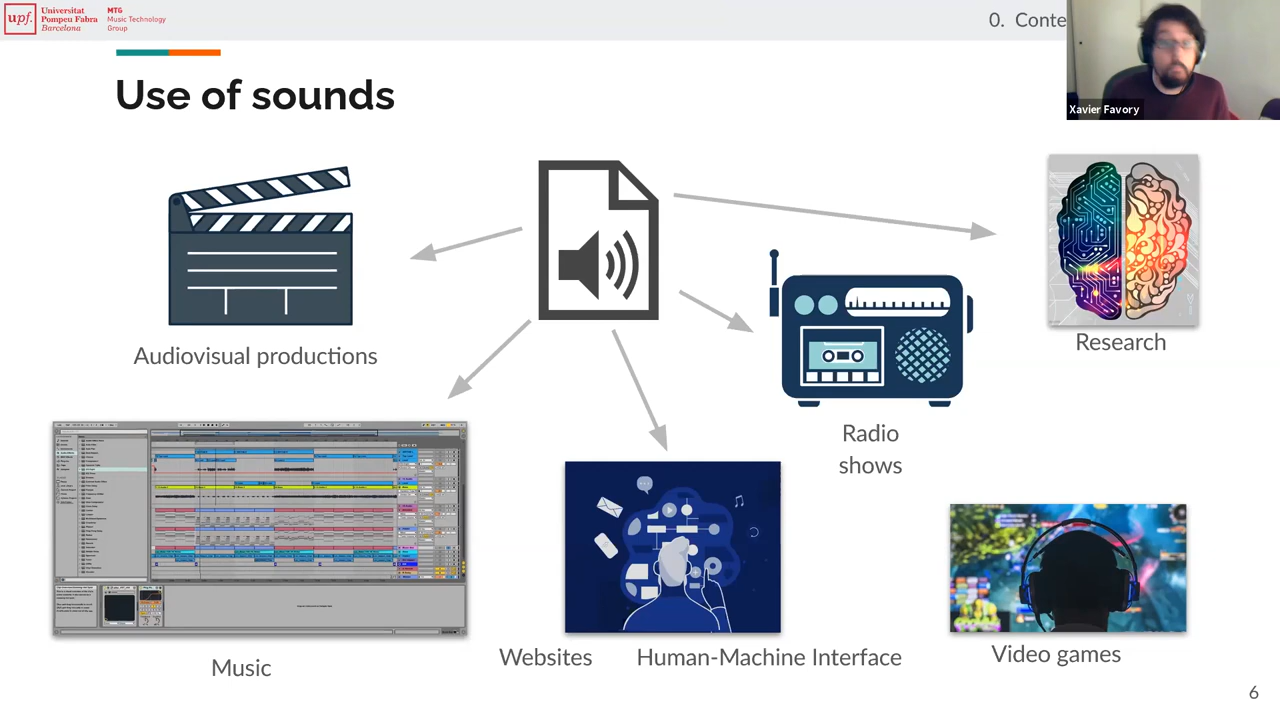 upf.
Universitat
Pompeu Fabra
Barcelona
MTG
Music Technology
Group
0. Conte
Xavier Favory
Use of sounds
Audiovisual productions
Research
Radio
shows
Music
Websites
Human-Machine Interface
Video games
6